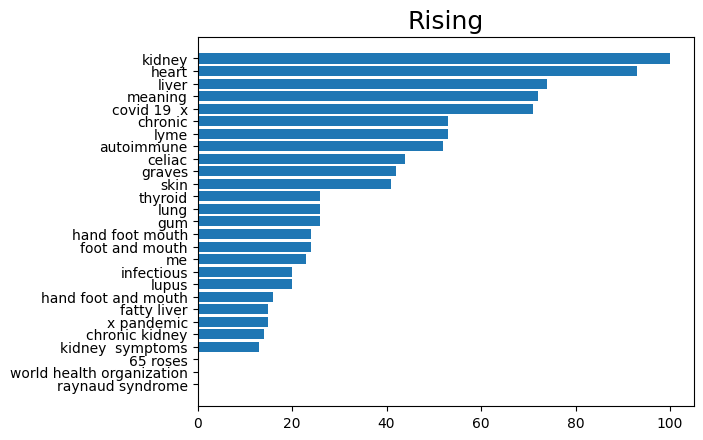 Rising
kidney
heart
liver
meaning
covid 19  x
chronic
lyme
autoimmune
celiac
graves
skin
thyroid
lung
gum
hand foot mouth
foot and mouth
me
infectious
lupus
hand foot and mouth
fatty liver
x pandemic
chronic kidney
kidney  symptoms
65 roses
world health organization
raynaud syndrome
0 20 40 60 80 100